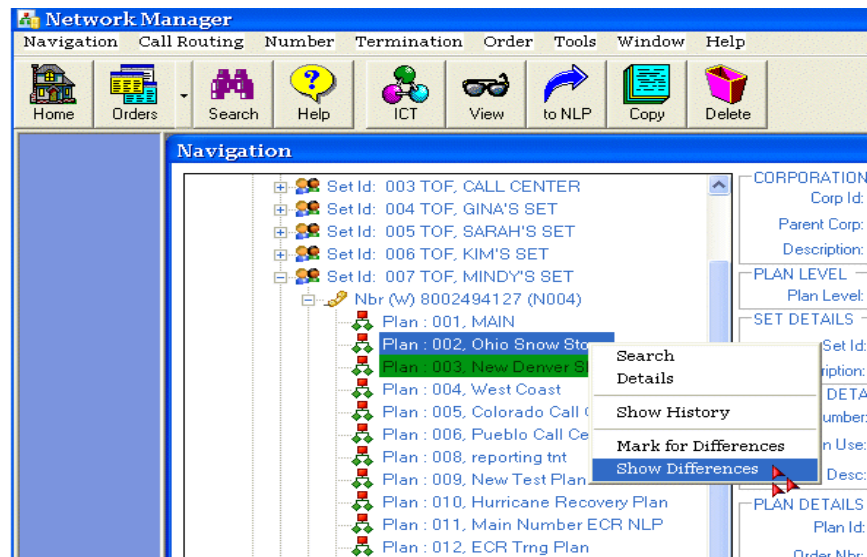 Network Manager
Navigation Call Routing Number Termination Order Tools Window Help
Home Orders Search Help ICT View to NLP Copy Delete
Navigation
Set Id: 003 TOF, CALL CENTER
Set Id: 004 TOF, GINA'S SET
Set Id: 005 TOF, SARAH'S SET
Set Id: 006 TOF, KIM'S SET
Set Id: 007 TOF, MINDY'S SET
Nbr (W) 8002494127 (N004)
Plan : 001, MAIN
Plan : 002, Ohio Snow Sto
Plan : 003, New Denver
Plan : 004, West Coast
Plan : 005, Colorado Call
Plan : 006, Pueblo Call Ce
Plan : 008, reporting tnt
Plan : 009, New Test Plan
Plan : 010, Hurricane Recovery Plan
Plan : 011, Main Number ECR NLP
Plan : 012, ECR Trng Plan
Search
Details
Show History
Mark for Differences
Show Differences
CORPORATION
Corp Id:
Parent Corp:
Description:
PLAN LEVEL
Plan Level:
SET DETAILS
Set Id:
ription:
DETA
umber:
n Use:
Desc:
PLAN DETAILS
Plan Id:
Order Nbr: